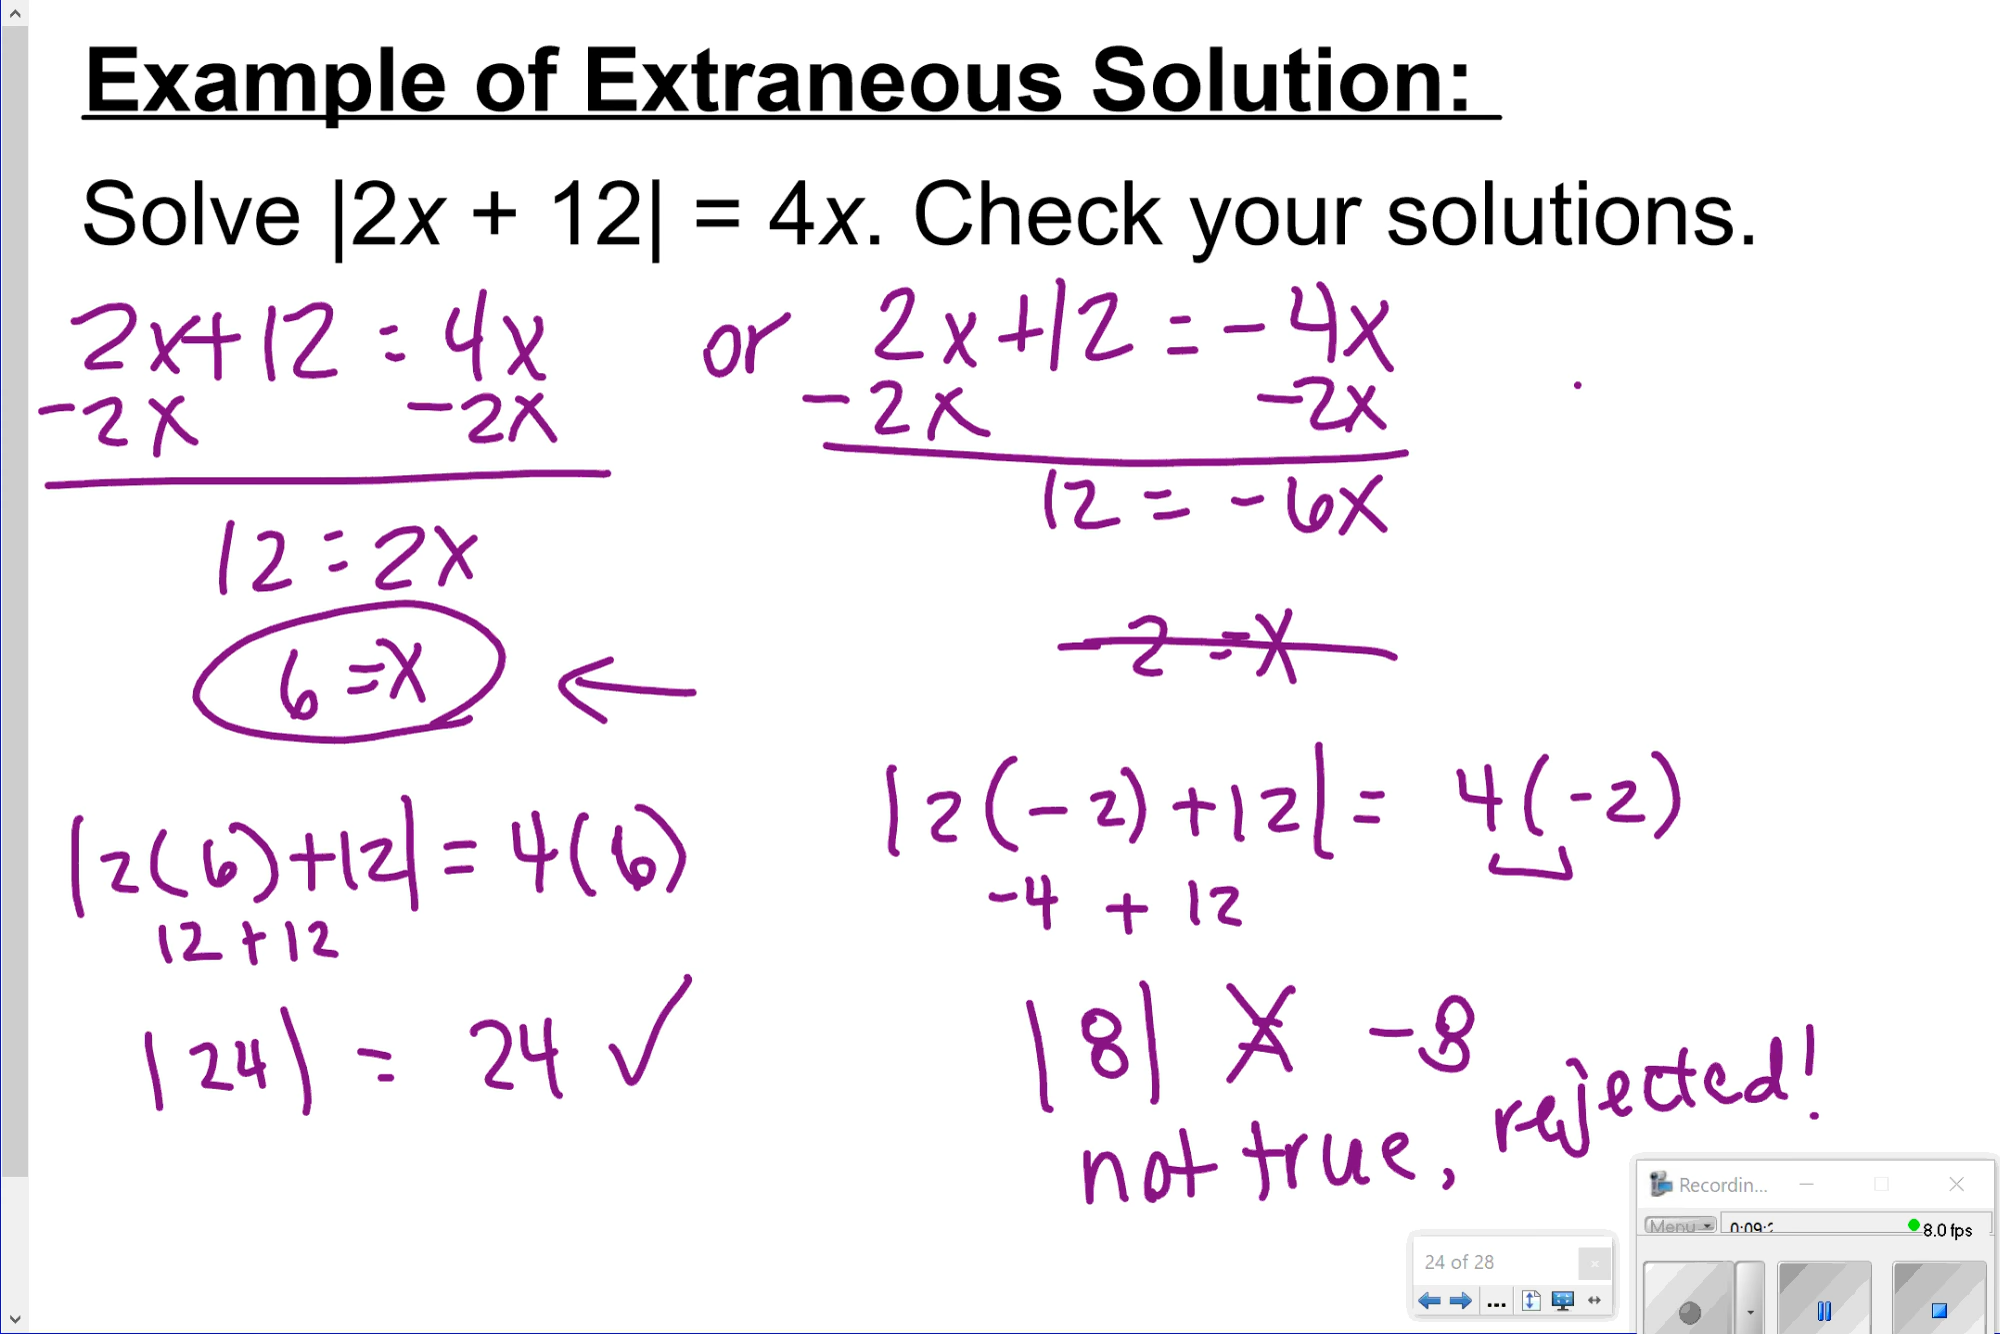 Example of Extraneous Solution:
Solve |2x + 12| = 4x. Check your solutions.
2x+12 = 4x or 2x+12 = -4x
-2x -2x -2x -2x
12 = 2x 12 = -6x
6 = x ← -2 = x
|2(6)+12| = 4(6) |2(-2)+12| = 4(-2)
12+12 -4 + 12
|24| = 24 ✓ |8| ≠ -8
not true, rejected!
Recordin...
Menu 0:09: 8.0 fps
24 of 28
...